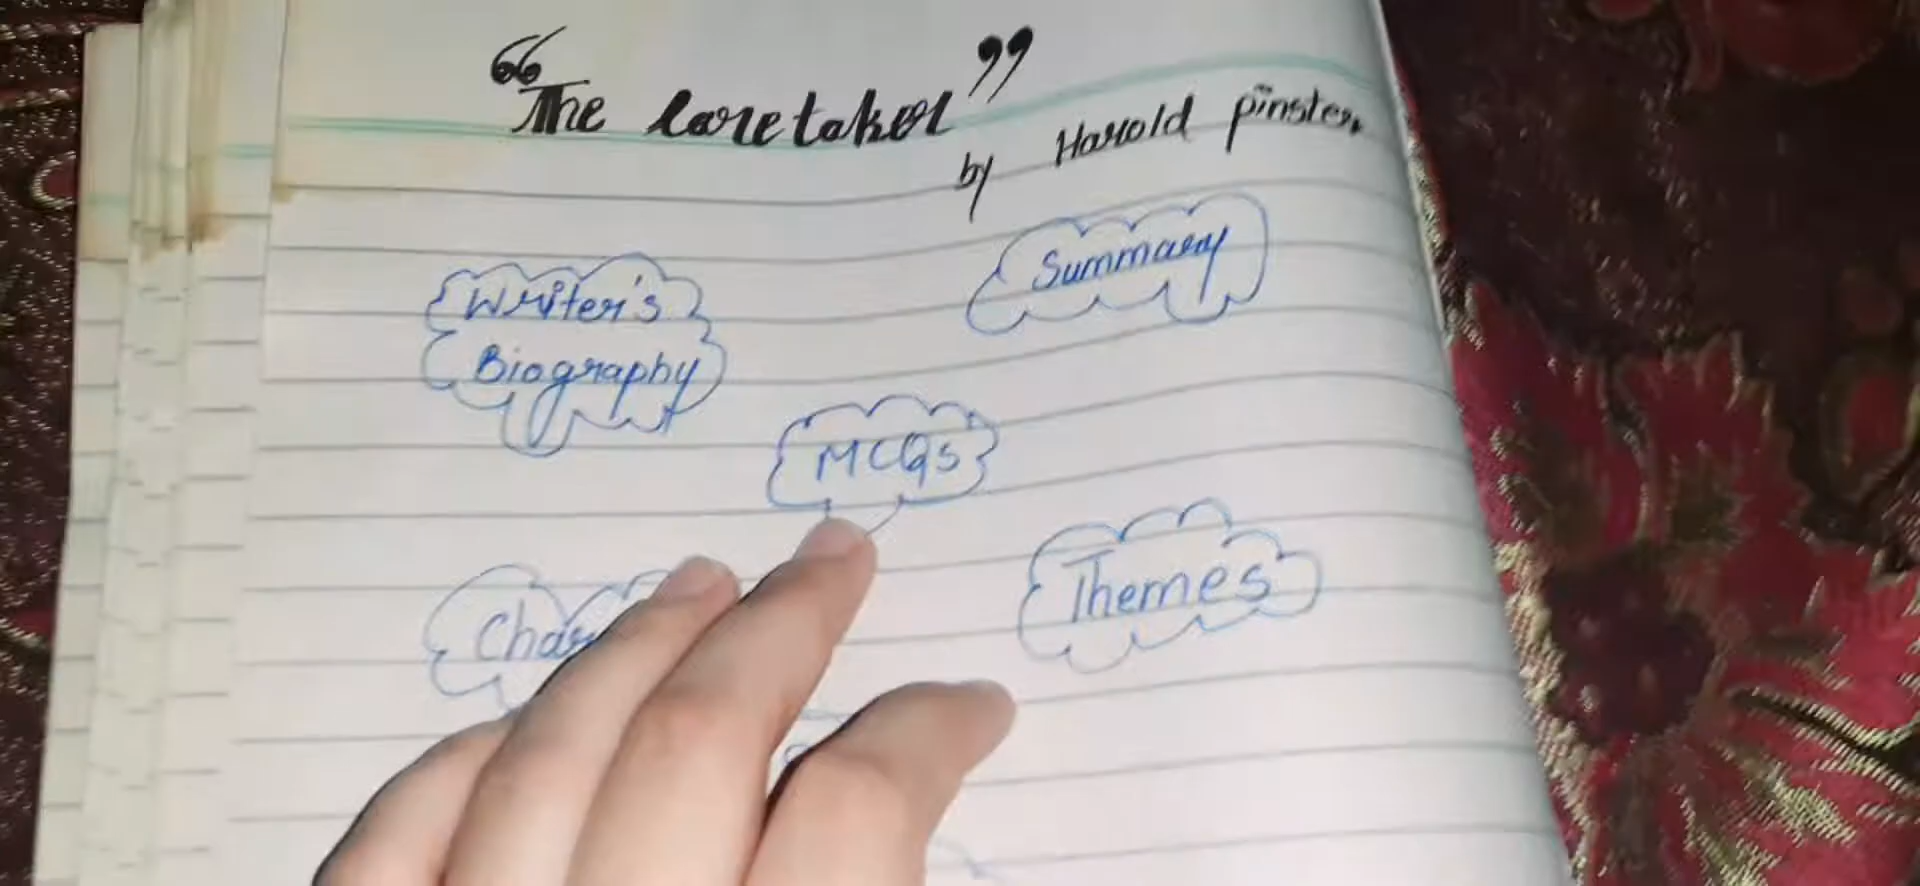 “The Caretaker”
by Harold pinster
Summary
Writer's
Biography
MCQs
Themes